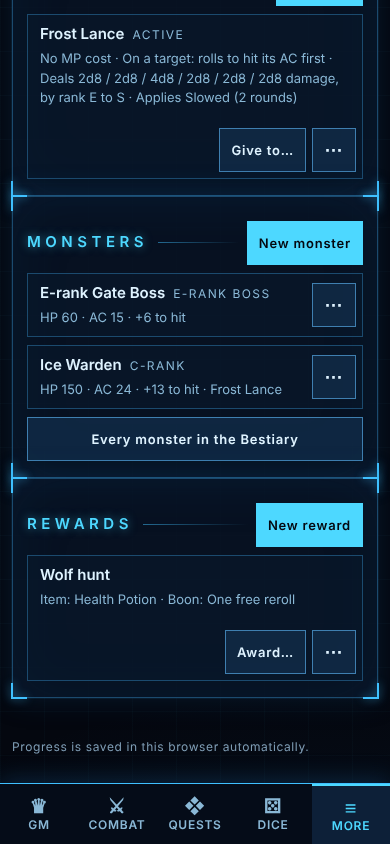 Frost Lance ACTIVE
No MP cost · On a target: rolls to hit its AC first ·
Deals 2d8 / 2d8 / 4d8 / 2d8 / 2d8 / 2d8 damage,
by rank E to S · Applies Slowed (2 rounds)
Give to...
...
MONSTERS
New monster
E-rank Gate Boss E-RANK BOSS
HP 60 · AC 15 · +6 to hit
...
Ice Warden C-RANK
HP 150 · AC 24 · +13 to hit · Frost Lance
...
Every monster in the Bestiary
REWARDS
New reward
Wolf hunt
Item: Health Potion · Boon: One free reroll
Award...
...
Progress is saved in this browser automatically.
GM COMBAT QUESTS DICE MORE